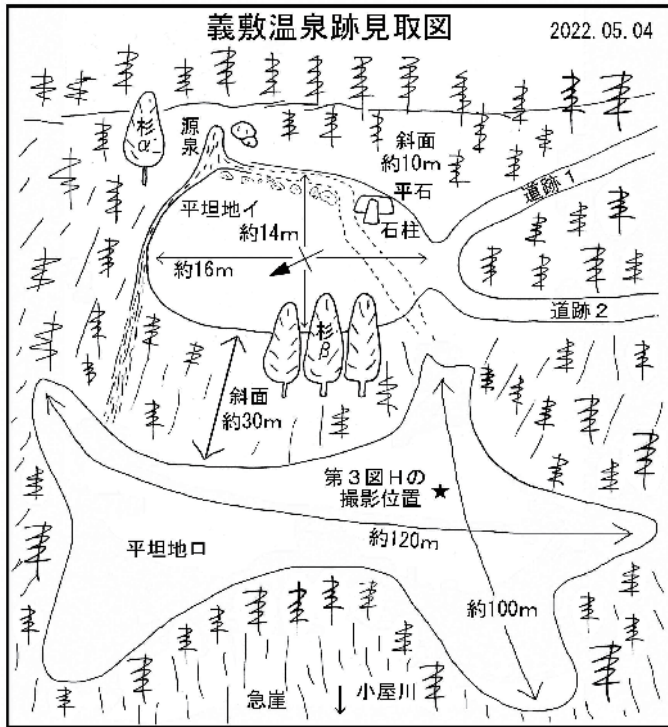 義敷温泉跡見取図
2022.05.04
杉
α
源
泉
斜面
約10m
平石
石柱
道跡1
平坦地イ
約14m
約16m
道跡2
杉
β
斜面
約30m
第3図Hの
撮影位置
★
平坦地ロ
約120m
約100m
急崖
小屋川